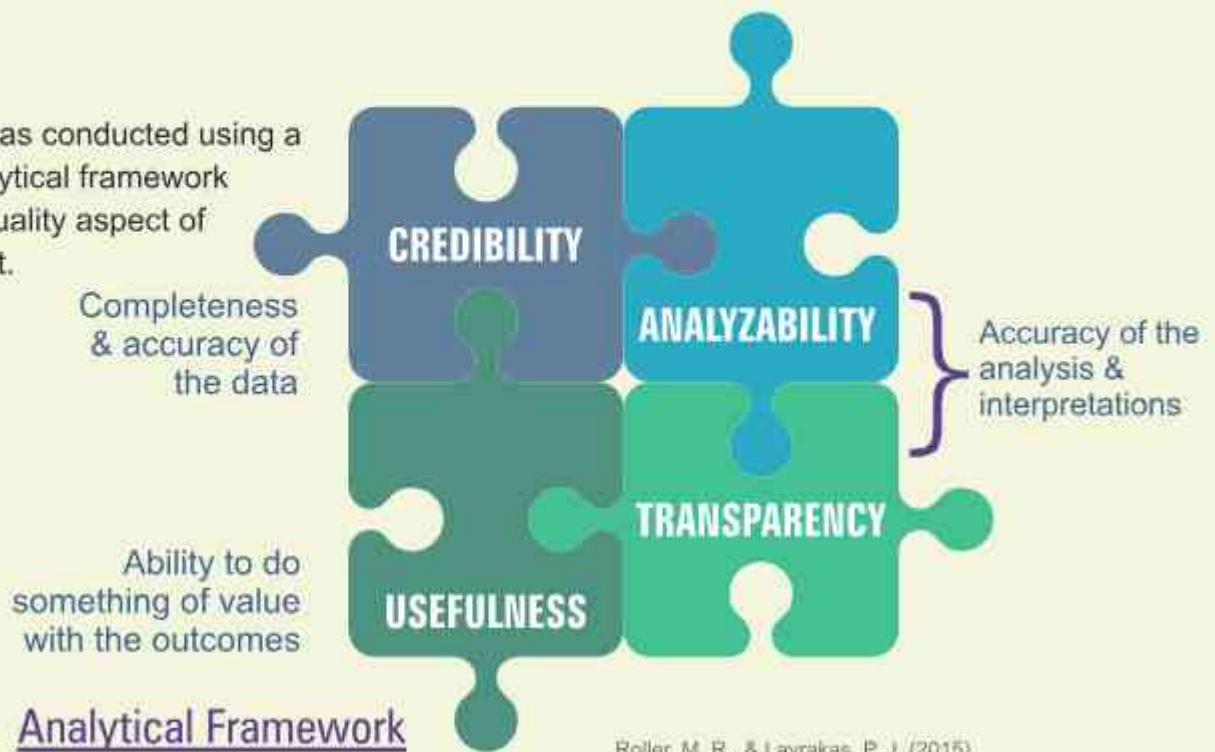 as conducted using a
ytical framework
uality aspect of
t.
CREDIBILITY
Completeness
& accuracy of
the data
ANALYZABILITY
Accuracy of the
analysis &
interpretations
TRANSPARENCY
Ability to do
something of value
with the outcomes
USEFULNESS
Analytical Framework
Roller, M. R., & Lavrakas, P. J. (2015)